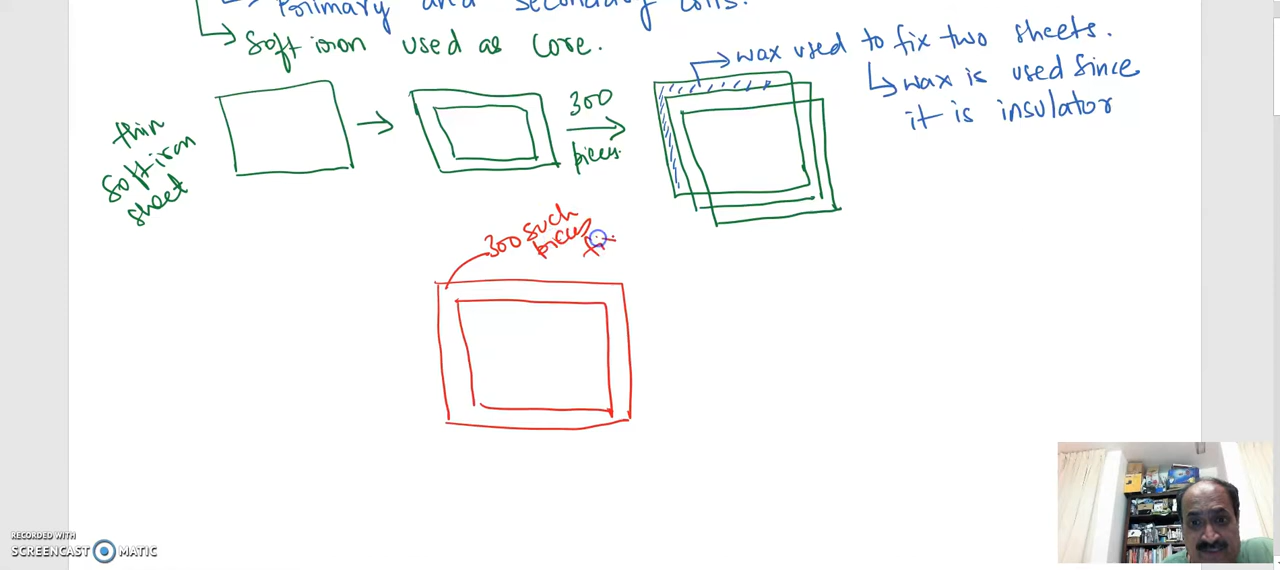 Primary and secondary coils.
Soft iron used as core.
wax used to fix two sheets.
wax is used since
it is insulator
thin
soft iron
sheet
300
pieces.
300 such
pieces
RECORDED WITH
SCREENCAST MATIC